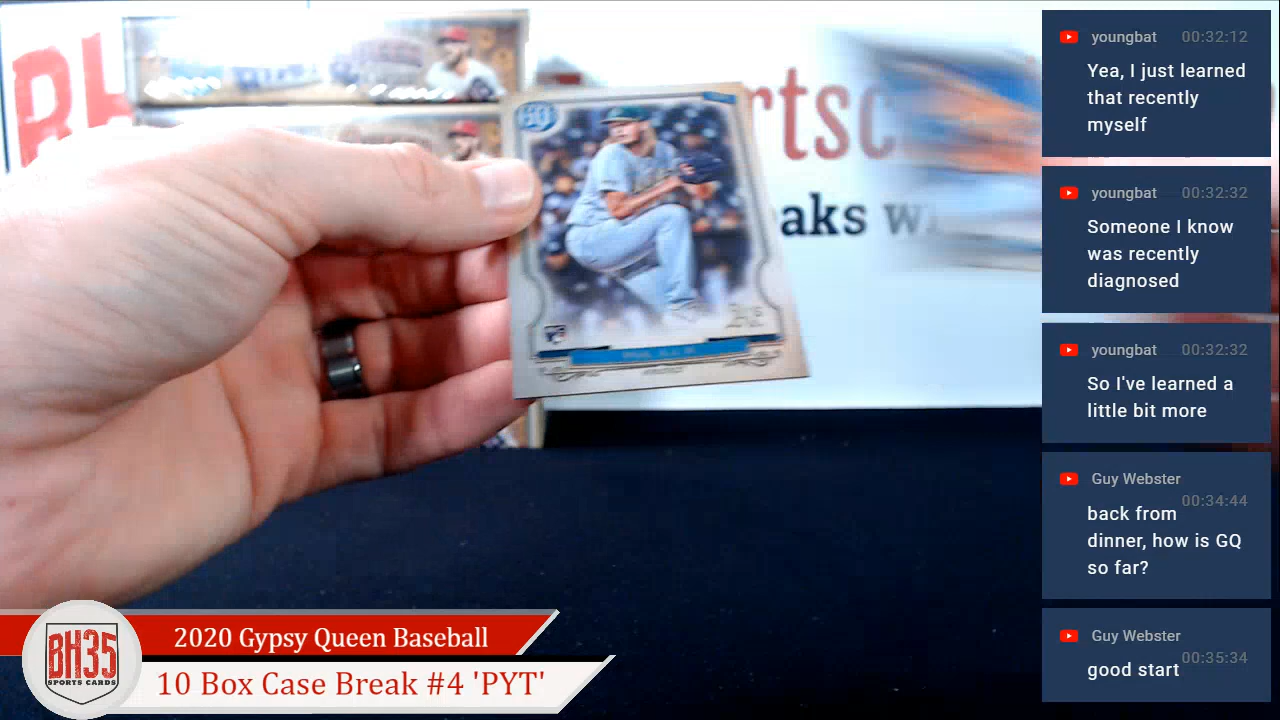 BH
rtsc
aks w
GQ
youngbat 00:32:12
Yea, I just learned
that recently
myself
youngbat 00:32:32
Someone I know
was recently
diagnosed
youngbat 00:32:32
So I've learned a
little bit more
Guy Webster
00:34:44
back from
dinner, how is GQ
so far?
Guy Webster
00:35:34
good start
BH35
SPORTS CARDS
2020 Gypsy Queen Baseball
10 Box Case Break #4 'PYT'